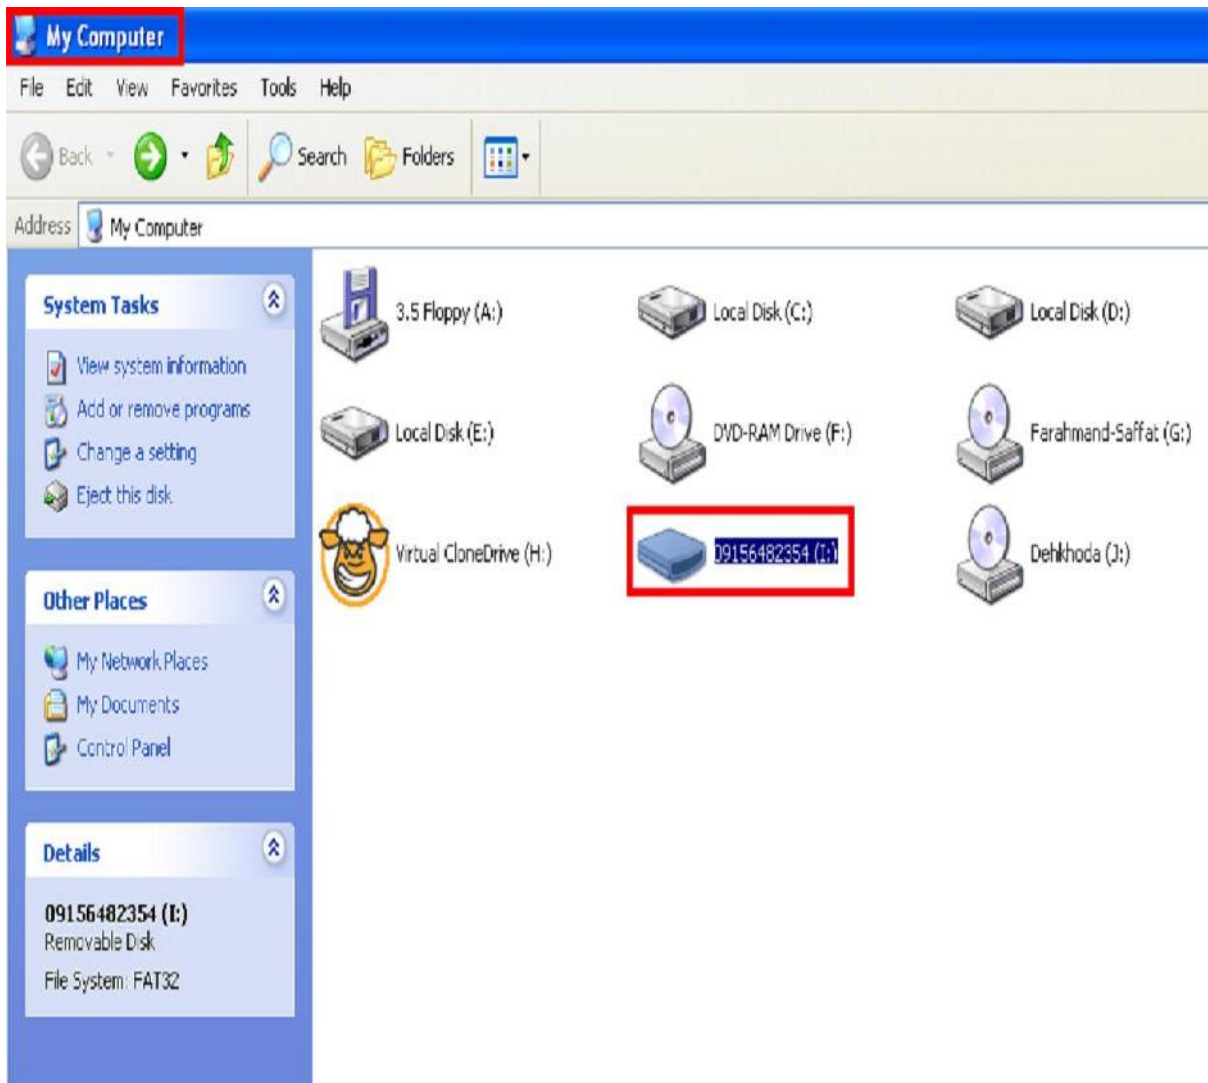 My Computer
File Edit View Favorites Tools Help
Back Search Folders
Address My Computer
System Tasks
View system information
Add or remove programs
Change a setting
Eject this disk
Other Places
My Network Places
My Documents
Control Panel
Details
09156482354 (I:)
Removable Disk
File System: FAT32
3.5 Floppy (A:) Local Disk (C:) Local Disk (D:)
Local Disk (E:) DVD-RAM Drive (F:) Farahmand-Saffat (G:)
Virtual CloneDrive (H:) 09156482354 (I:) Dehkhoda (J:)